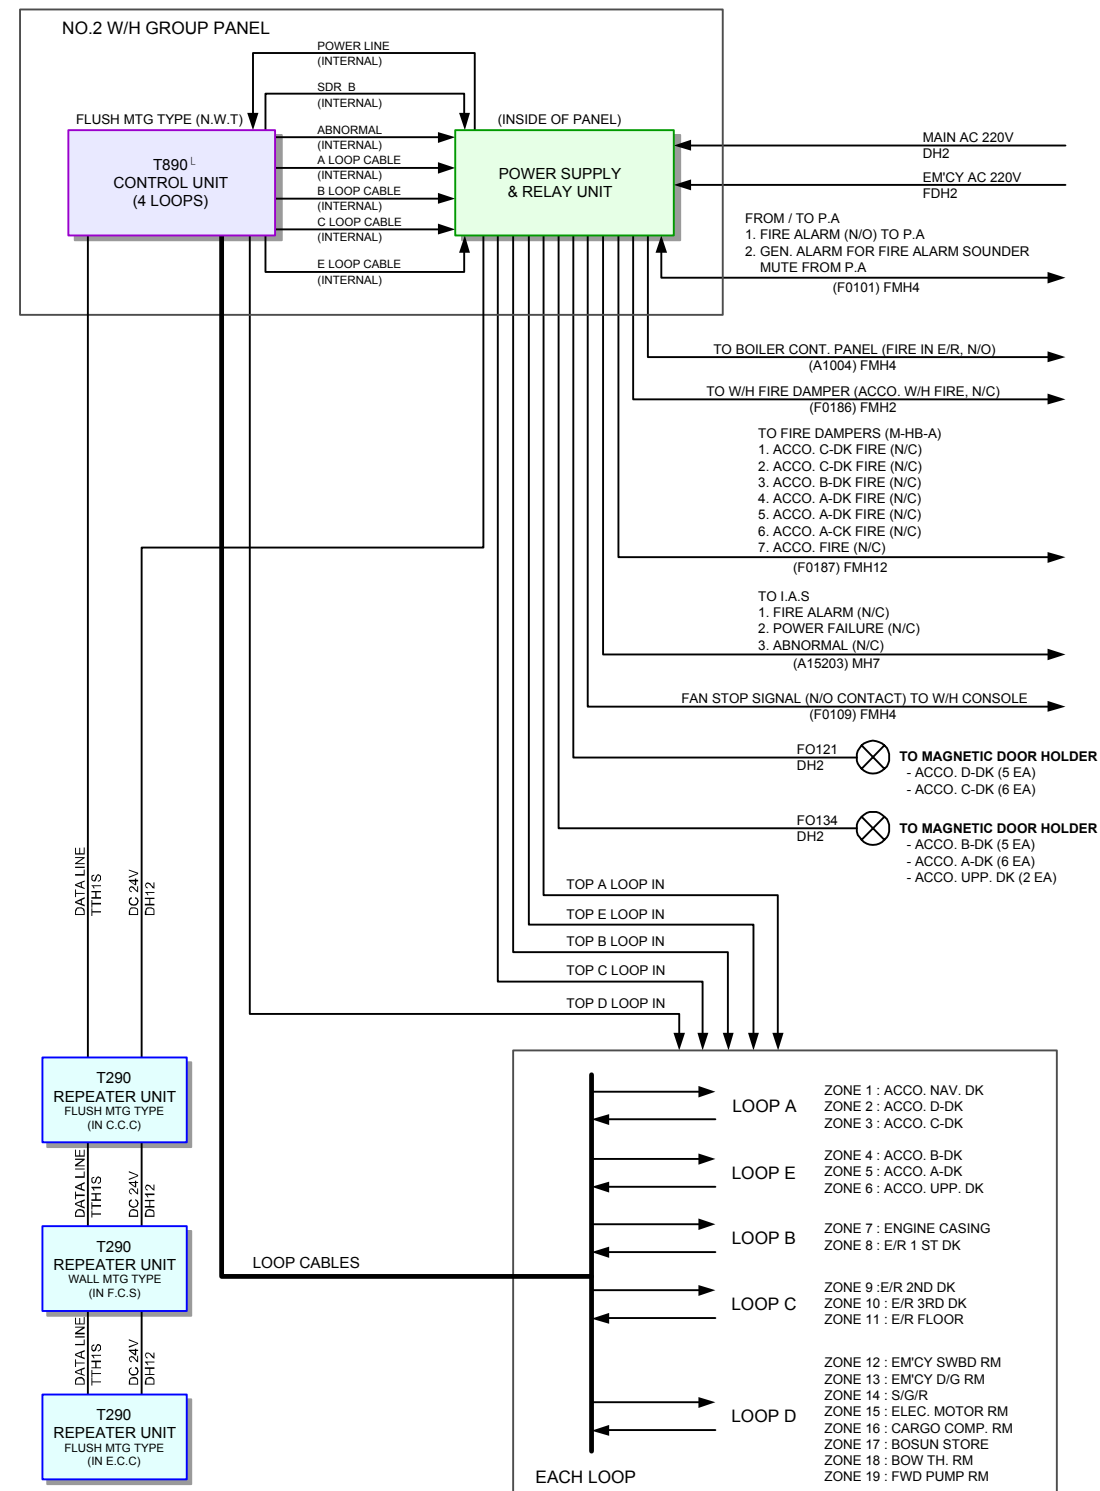 NO.2 W/H GROUP PANEL
POWER LINE
(INTERNAL)
SDR B
(INTERNAL)
FLUSH MTG TYPE (N.W.T)
(INSIDE OF PANEL)
ABNORMAL
(INTERNAL)
A LOOP CABLE
(INTERNAL)
B LOOP CABLE
(INTERNAL)
C LOOP CABLE
(INTERNAL)
E LOOP CABLE
(INTERNAL)
T890 L
CONTROL UNIT
(4 LOOPS)
POWER SUPPLY
& RELAY UNIT
MAIN AC 220V
DH2
EM'CY AC 220V
FDH2
FROM / TO P.A
1. FIRE ALARM (N/O) TO P.A
2. GEN. ALARM FOR FIRE ALARM SOUNDER
MUTE FROM P.A
(F0101) FMH4
TO BOILER CONT. PANEL (FIRE IN E/R, N/O)
(A1004) FMH4
TO W/H FIRE DAMPER (ACCO. W/H FIRE, N/C)
(F0186) FMH2
TO FIRE DAMPERS (M-HB-A)
1. ACCO. C-DK FIRE (N/C)
2. ACCO. C-DK FIRE (N/C)
3. ACCO. B-DK FIRE (N/C)
4. ACCO. A-DK FIRE (N/C)
5. ACCO. A-DK FIRE (N/C)
6. ACCO. A-CK FIRE (N/C)
7. ACCO. FIRE (N/C)
(F0187) FMH12
TO I.A.S
1. FIRE ALARM (N/C)
2. POWER FAILURE (N/C)
3. ABNORMAL (N/C)
(A15203) MH7
FAN STOP SIGNAL (N/O CONTACT) TO W/H CONSOLE
(F0109) FMH4
FO121
DH2
TO MAGNETIC DOOR HOLDER
- ACCO. D-DK (5 EA)
- ACCO. C-DK (6 EA)
FO134
DH2
TO MAGNETIC DOOR HOLDER
- ACCO. B-DK (5 EA)
- ACCO. A-DK (6 EA)
- ACCO. UPP. DK (2 EA)
DATA LINE
TTH1S
DC 24V
DH12
TOP A LOOP IN
TOP E LOOP IN
TOP B LOOP IN
TOP C LOOP IN
TOP D LOOP IN
T290
REPEATER UNIT
FLUSH MTG TYPE
(IN C.C.C)
DATA LINE
TTH1S
DC 24V
DH12
T290
REPEATER UNIT
WALL MTG TYPE
(IN F.C.S)
DATA LINE
TTH1S
DC 24V
DH12
T290
REPEATER UNIT
FLUSH MTG TYPE
(IN E.C.C)
LOOP CABLES
LOOP A
ZONE 1 : ACCO. NAV. DK
ZONE 2 : ACCO. D-DK
ZONE 3 : ACCO. C-DK
LOOP E
ZONE 4 : ACCO. B-DK
ZONE 5 : ACCO. A-DK
ZONE 6 : ACCO. UPP. DK
LOOP B
ZONE 7 : ENGINE CASING
ZONE 8 : E/R 1 ST DK
LOOP C
ZONE 9 :E/R 2ND DK
ZONE 10 : E/R 3RD DK
ZONE 11 : E/R FLOOR
LOOP D
ZONE 12 : EM'CY SWBD RM
ZONE 13 : EM'CY D/G RM
ZONE 14 : S/G/R
ZONE 15 : ELEC. MOTOR RM
ZONE 16 : CARGO COMP. RM
ZONE 17 : BOSUN STORE
ZONE 18 : BOW TH. RM
ZONE 19 : FWD PUMP RM
EACH LOOP